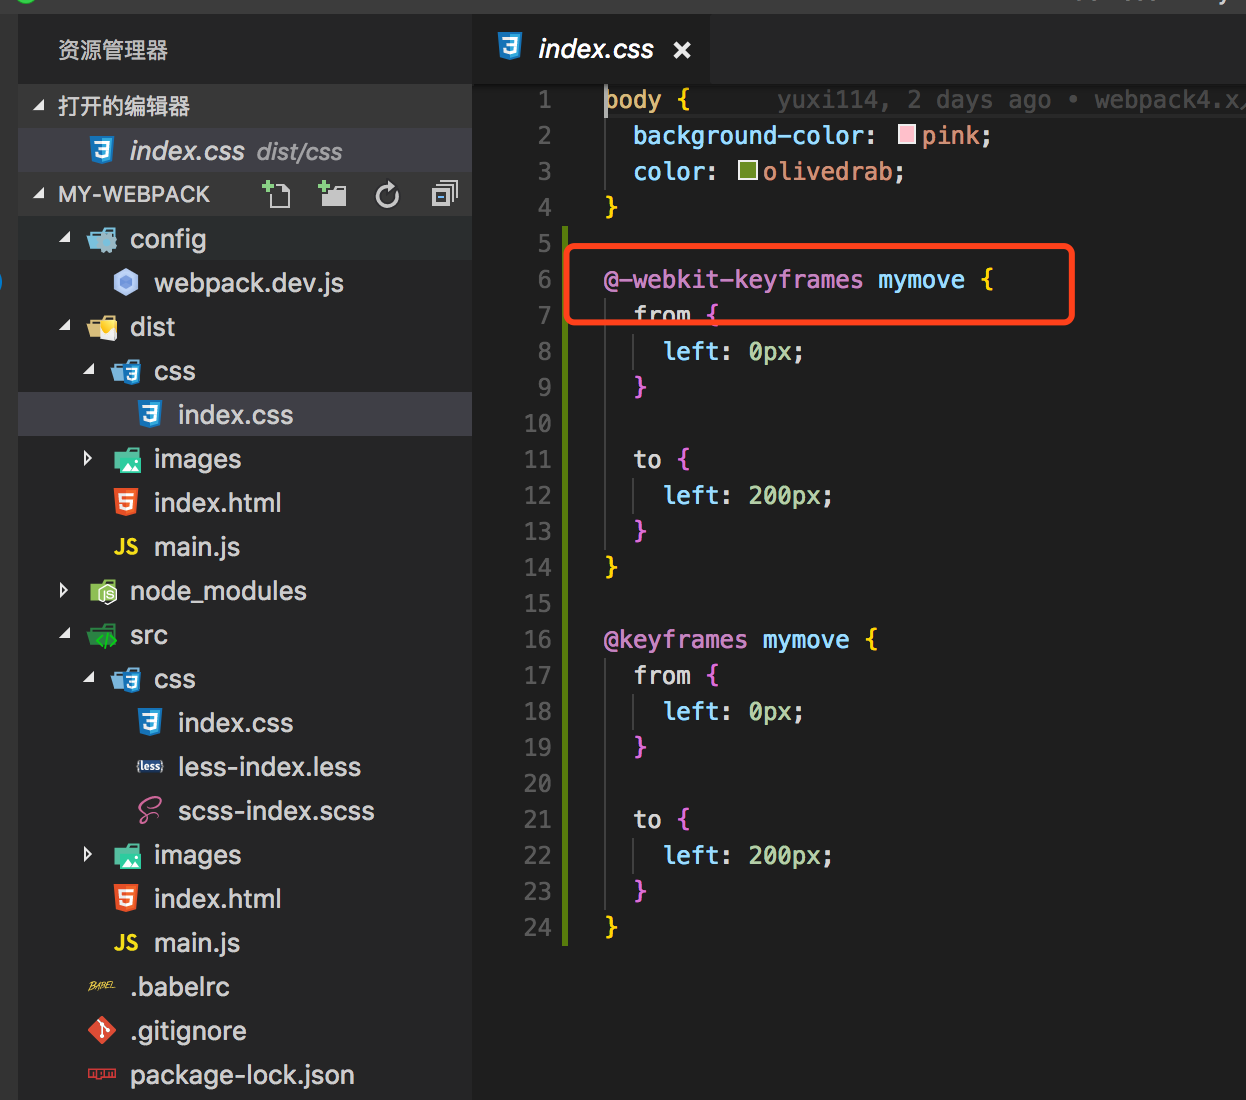 资源管理器
打开的编辑器
index.css dist/css
MY-WEBPACK
config
webpack.dev.js
dist
css
index.css
images
index.html
JS main.js
node_modules
src
css
index.css
{less} less-index.less
scss-index.scss
images
index.html
JS main.js
BABEL .babelrc
.gitignore
package-lock.json
index.css ×
1 body { yuxi114, 2 days ago • webpack4.x/
2 background-color: pink;
3 color: olivedrab;
4 }
5
6 @-webkit-keyframes mymove {
7 from {
8 left: 0px;
9 }
10
11 to {
12 left: 200px;
13 }
14 }
15
16 @keyframes mymove {
17 from {
18 left: 0px;
19 }
20
21 to {
22 left: 200px;
23 }
24 }